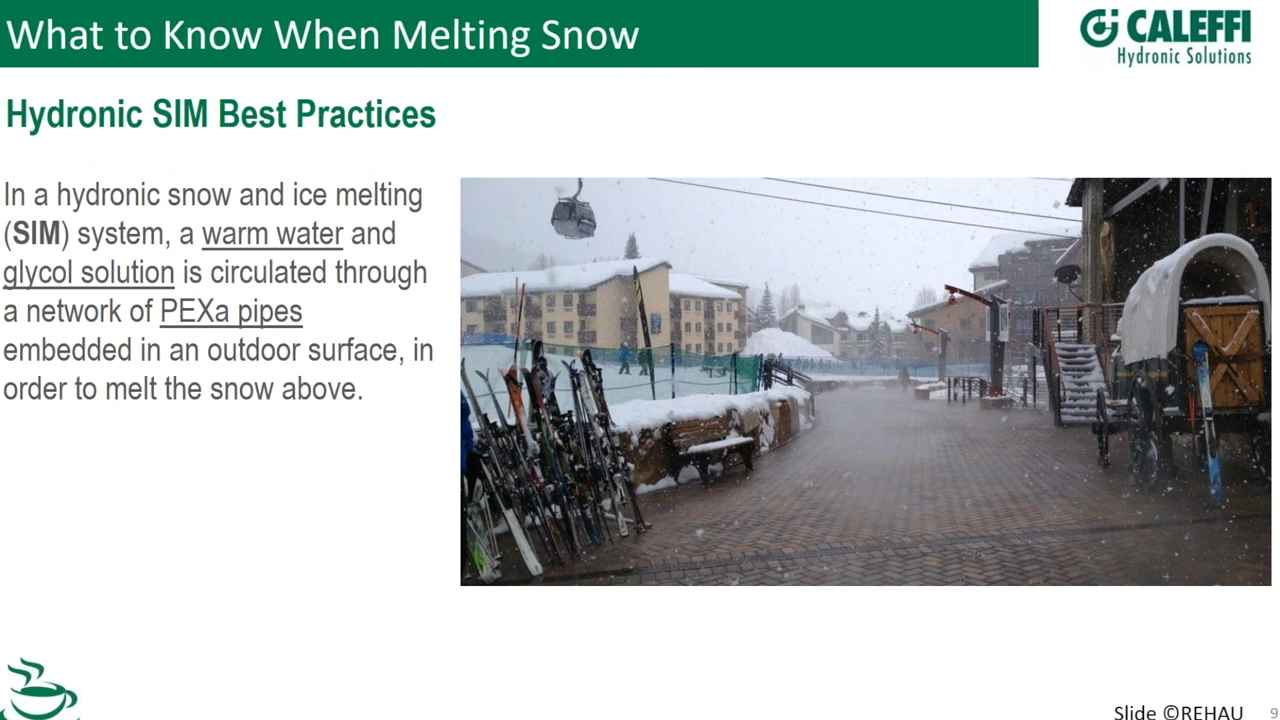 What to Know When Melting Snow
CALEFFI
Hydronic Solutions
Hydronic SIM Best Practices
In a hydronic snow and ice melting
(SIM) system, a warm water and
glycol solution is circulated through
a network of PEXa pipes
embedded in an outdoor surface, in
order to melt the snow above.
Slide ©REHAU
9